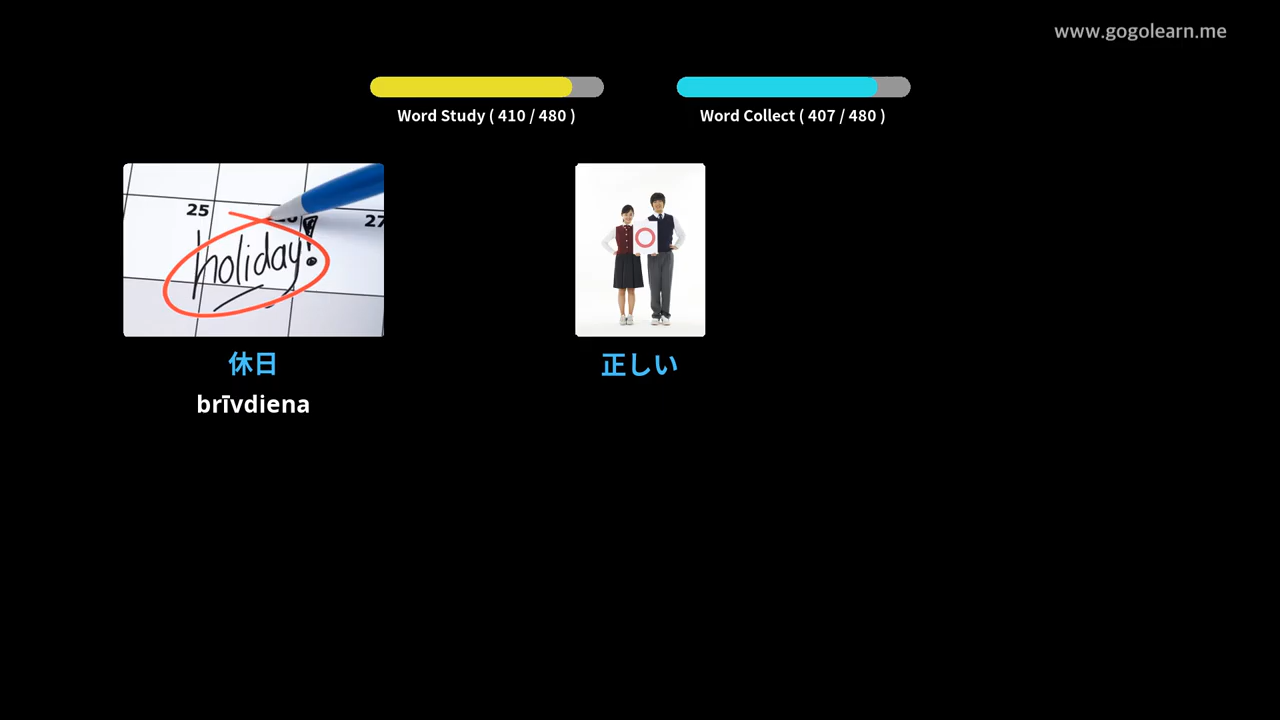 www.gogolearn.me
Word Study ( 410 / 480 )
Word Collect ( 407 / 480 )
25
27
holiday!
休日
正しい
brīvdiena